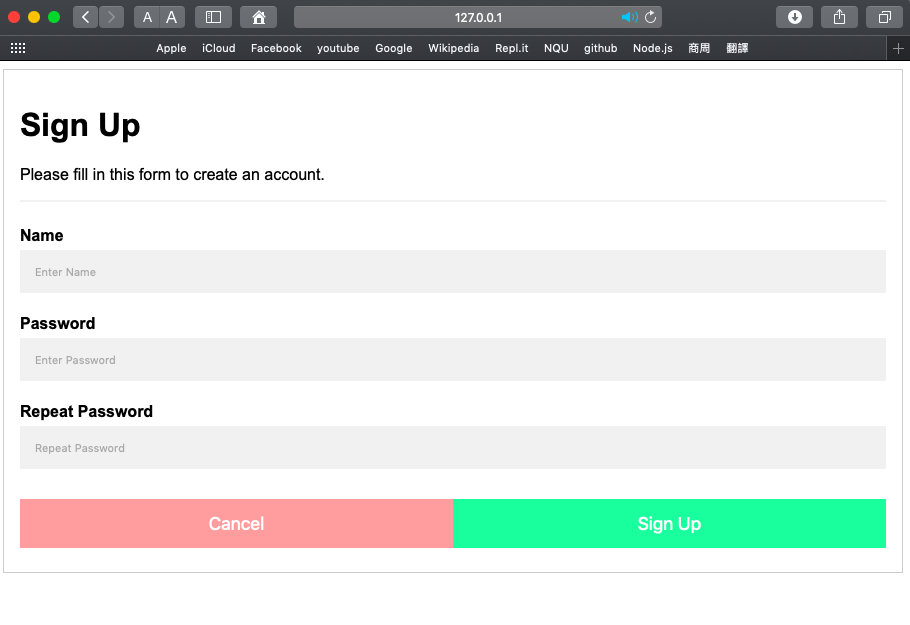 A A 127.0.0.1
Apple iCloud Facebook youtube Google Wikipedia Repl.it NQU github Node.js 商周 翻譯
Sign Up
Please fill in this form to create an account.
Name
Enter Name
Password
Enter Password
Repeat Password
Repeat Password
Cancel Sign Up